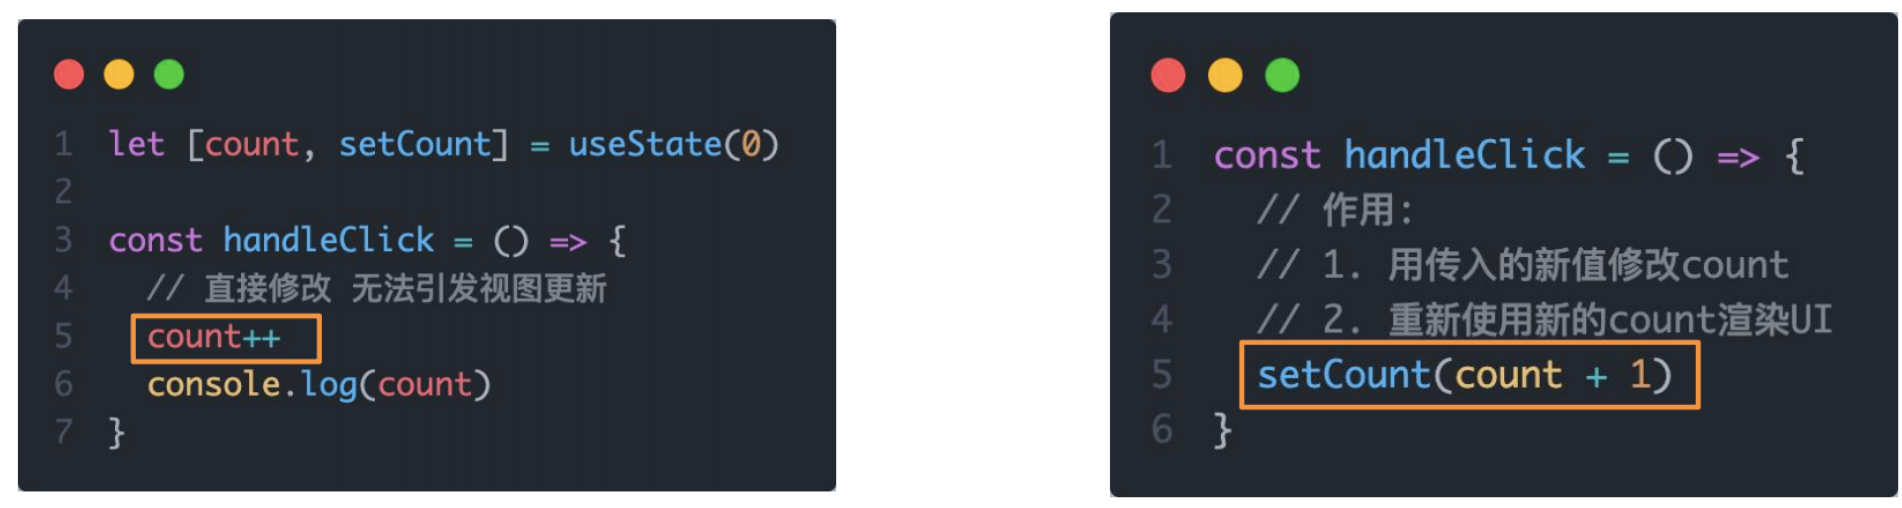 1 let [count, setCount] = useState(0)
2
3 const handleClick = () => {
4 // 直接修改 无法引发视图更新
5 count++
6 console.log(count)
7 }
1 const handleClick = () => {
2 // 作用:
3 // 1. 用传入的新值修改count
4 // 2. 重新使用新的count渲染UI
5 setCount(count + 1)
6 }